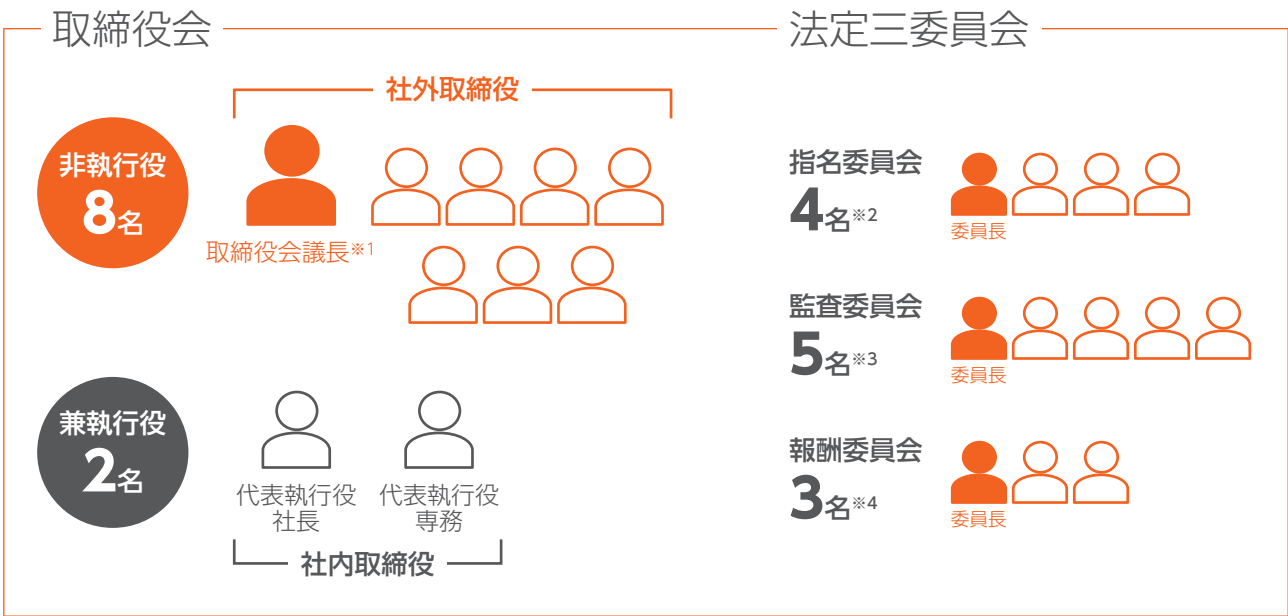 取締役会
社外取締役
非執行役
8名
取締役会議長※1
兼執行役
2名
代表執行役
社長
代表執行役
専務
社内取締役
法定三委員会
指名委員会
4名※2
委員長
監査委員会
5名※3
委員長
報酬委員会
3名※4
委員長